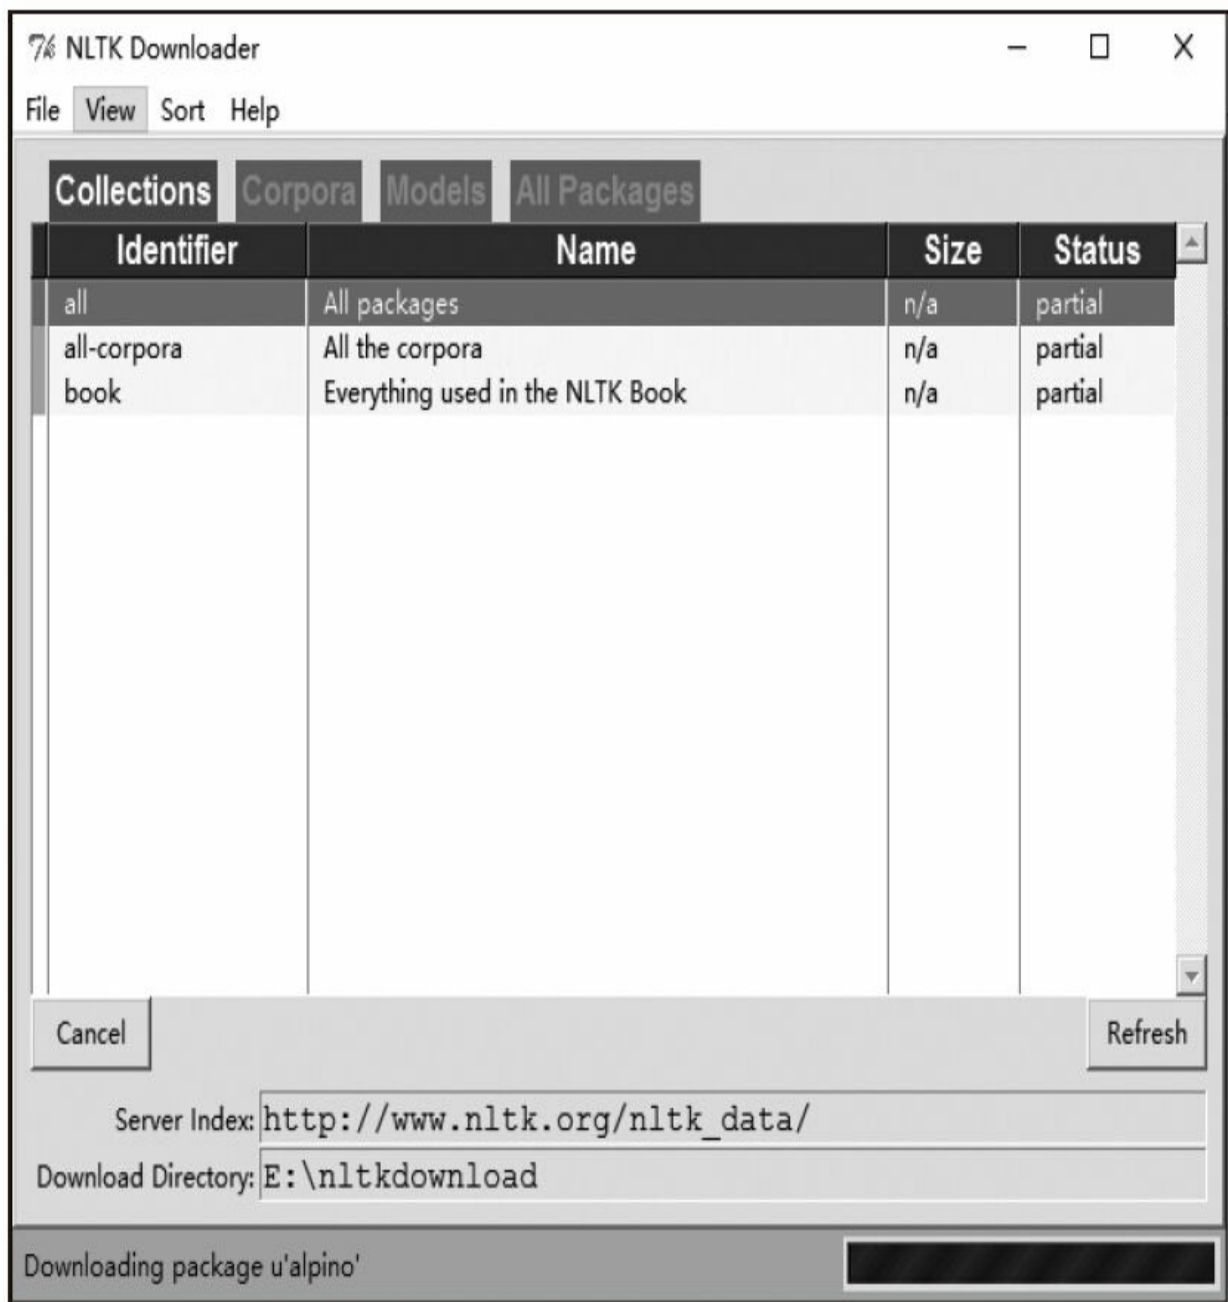 NLTK Downloader
File View Sort Help
Collections Corpora Models All Packages
Identifier Name Size Status
all All packages n/a partial
all-corpora All the corpora n/a partial
book Everything used in the NLTK Book n/a partial
Cancel Refresh
Server Index: http://www.nltk.org/nltk_data/
Download Directory: E:\nltkdownload
Downloading package u'alpino'